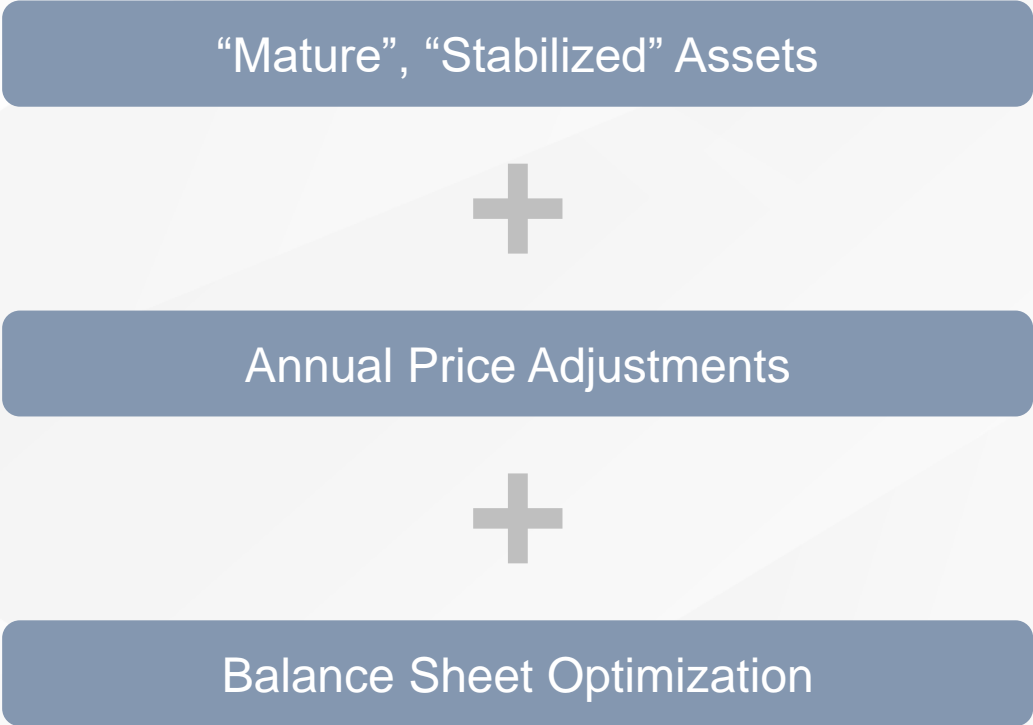 “Mature”, “Stabilized” Assets
Annual Price Adjustments
Balance Sheet Optimization